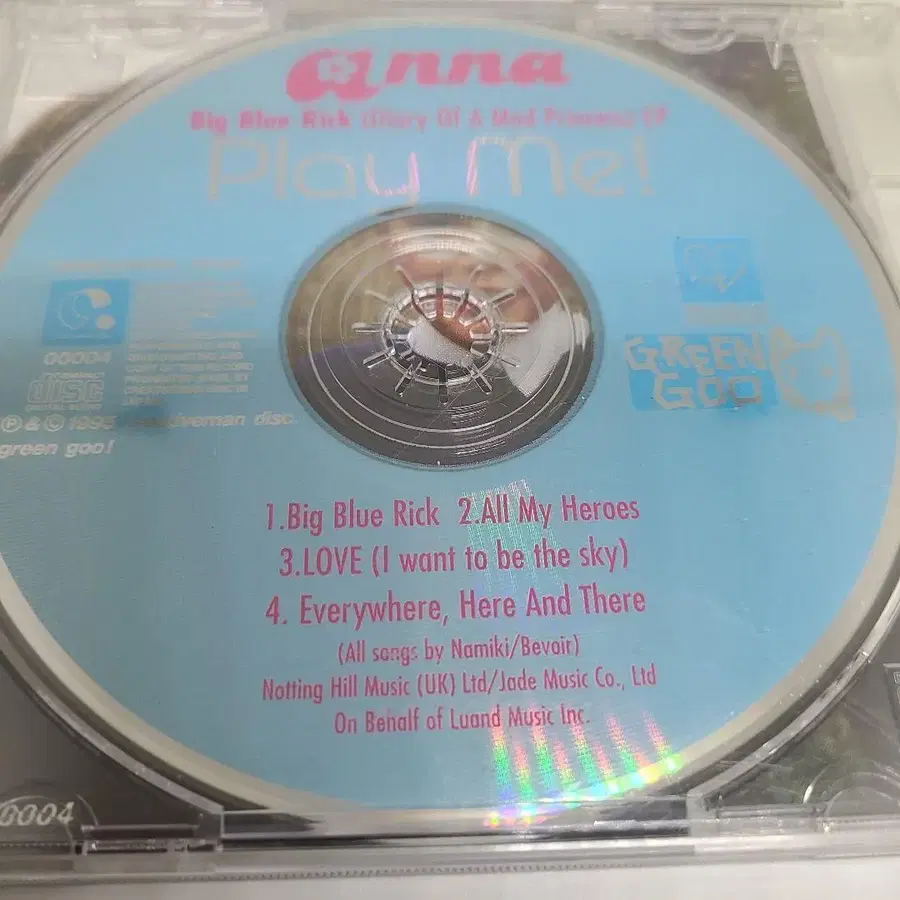 anna
Big Blue Rick (Diary Of A Mad Princess) EP
Play Me!
00004
disc
GREEN
GOO
℗ & © 1995 disc
green goo!
1.Big Blue Rick 2.All My Heroes
3.LOVE (I want to be the sky)
4. Everywhere, Here And There
(All songs by Namiki/Bevoir)
Notting Hill Music (UK) Ltd/Jade Music Co., Ltd
On Behalf of Luand Music Inc.
0004